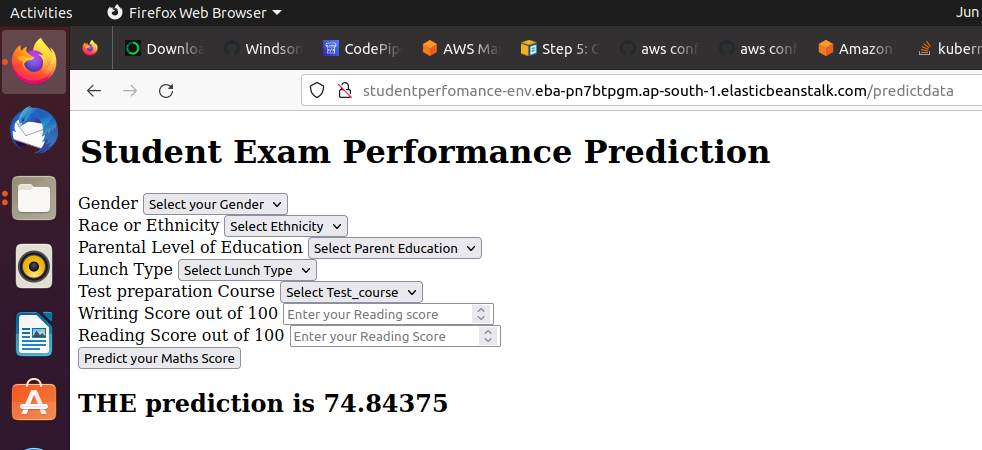 Activities Firefox Web Browser Jun
Downloa Windson CodePip AWS Ma Step 5: C aws conf aws conf Amazon kubern
studentperfomance-env.eba-pn7btpgm.ap-south-1.elasticbeanstalk.com/predictdata
Student Exam Performance Prediction
Gender Select your Gender
Race or Ethnicity Select Ethnicity
Parental Level of Education Select Parent Education
Lunch Type Select Lunch Type
Test preparation Course Select Test_course
Writing Score out of 100 Enter your Reading score
Reading Score out of 100 Enter your Reading Score
Predict your Maths Score
THE prediction is 74.84375